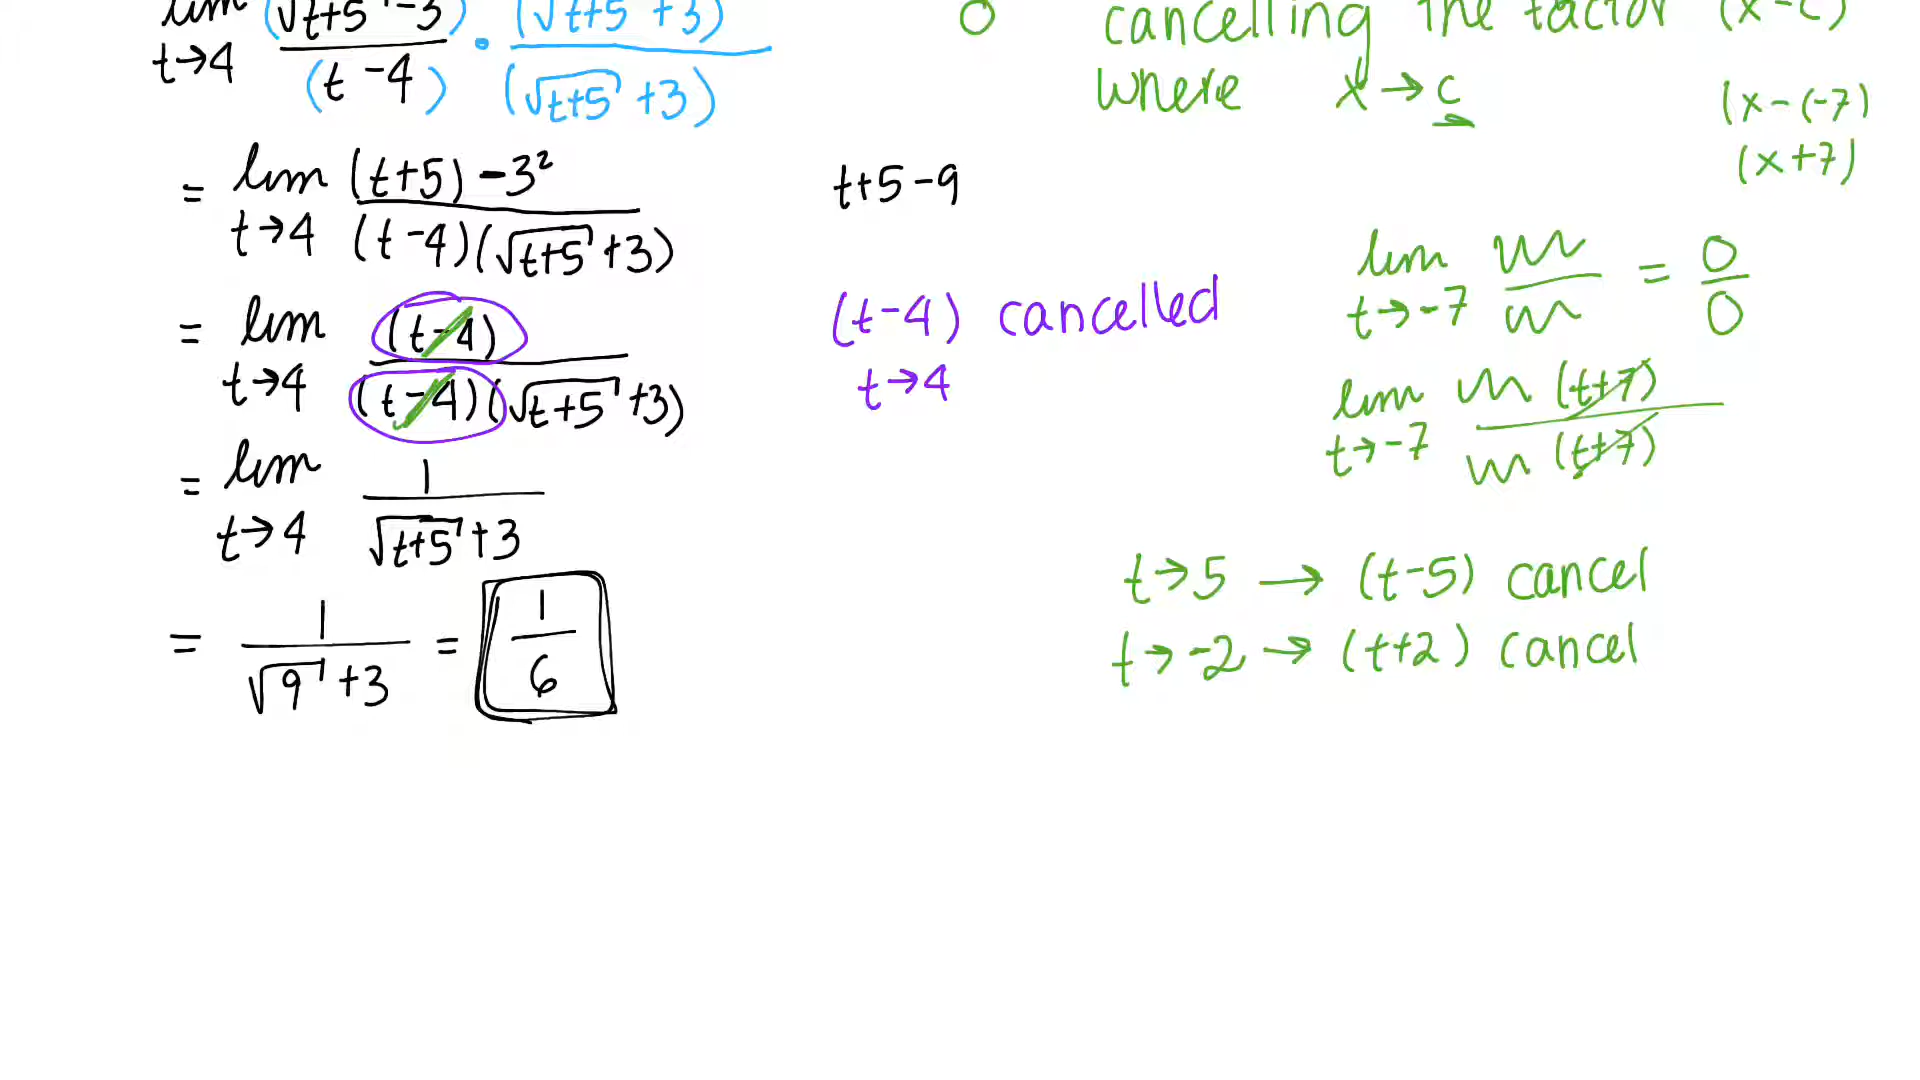 lim (√t+5 - 3) · (√t+5 + 3)
t→4 (t-4) (√t+5 + 3)
= lim (t+5) - 3²
t→4 (t-4)(√t+5 + 3)
= lim (t-4)
t→4 (t-4)(√t+5 + 3)
= lim 1
t→4 √t+5 + 3
= 1 = 1
√9 + 3 6
t+5-9
(t-4) cancelled
t→4
0 cancelling the factor (x-c)
where x→c
(x-(-7)
(x+7)
lim = 0
t→-7 0
lim (t+7)
t→-7 (t+7)
t→5 → (t-5) cancel
t→-2 → (t+2) cancel